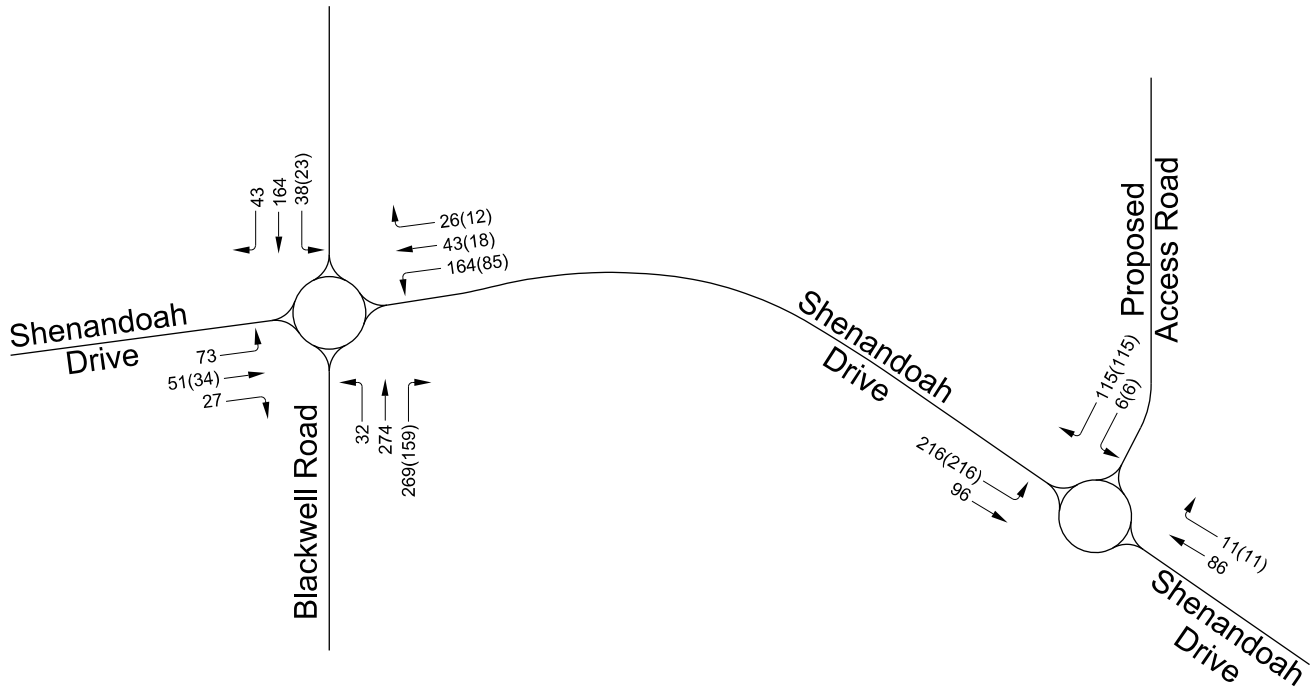 43
164
38(23)
26(12)
43(18)
164(85)
Shenandoah
Drive
73
51(34)
27
32
274
269(159)
Blackwell Road
Shenandoah
Drive
Proposed
Access Road
115(115)
6(6)
216(216)
96
11(11)
86
Shenandoah
Drive